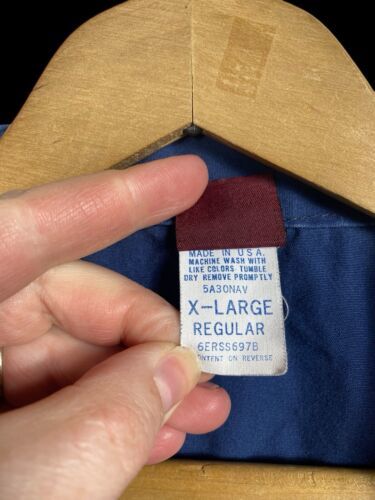 MADE IN U.S.A.
MACHINE WASH WITH
LIKE COLORS TUMBLE
DRY REMOVE PROMPTLY
5A30NAV
X-LARGE
REGULAR
6ERSS697B
CONTENT ON REVERSE